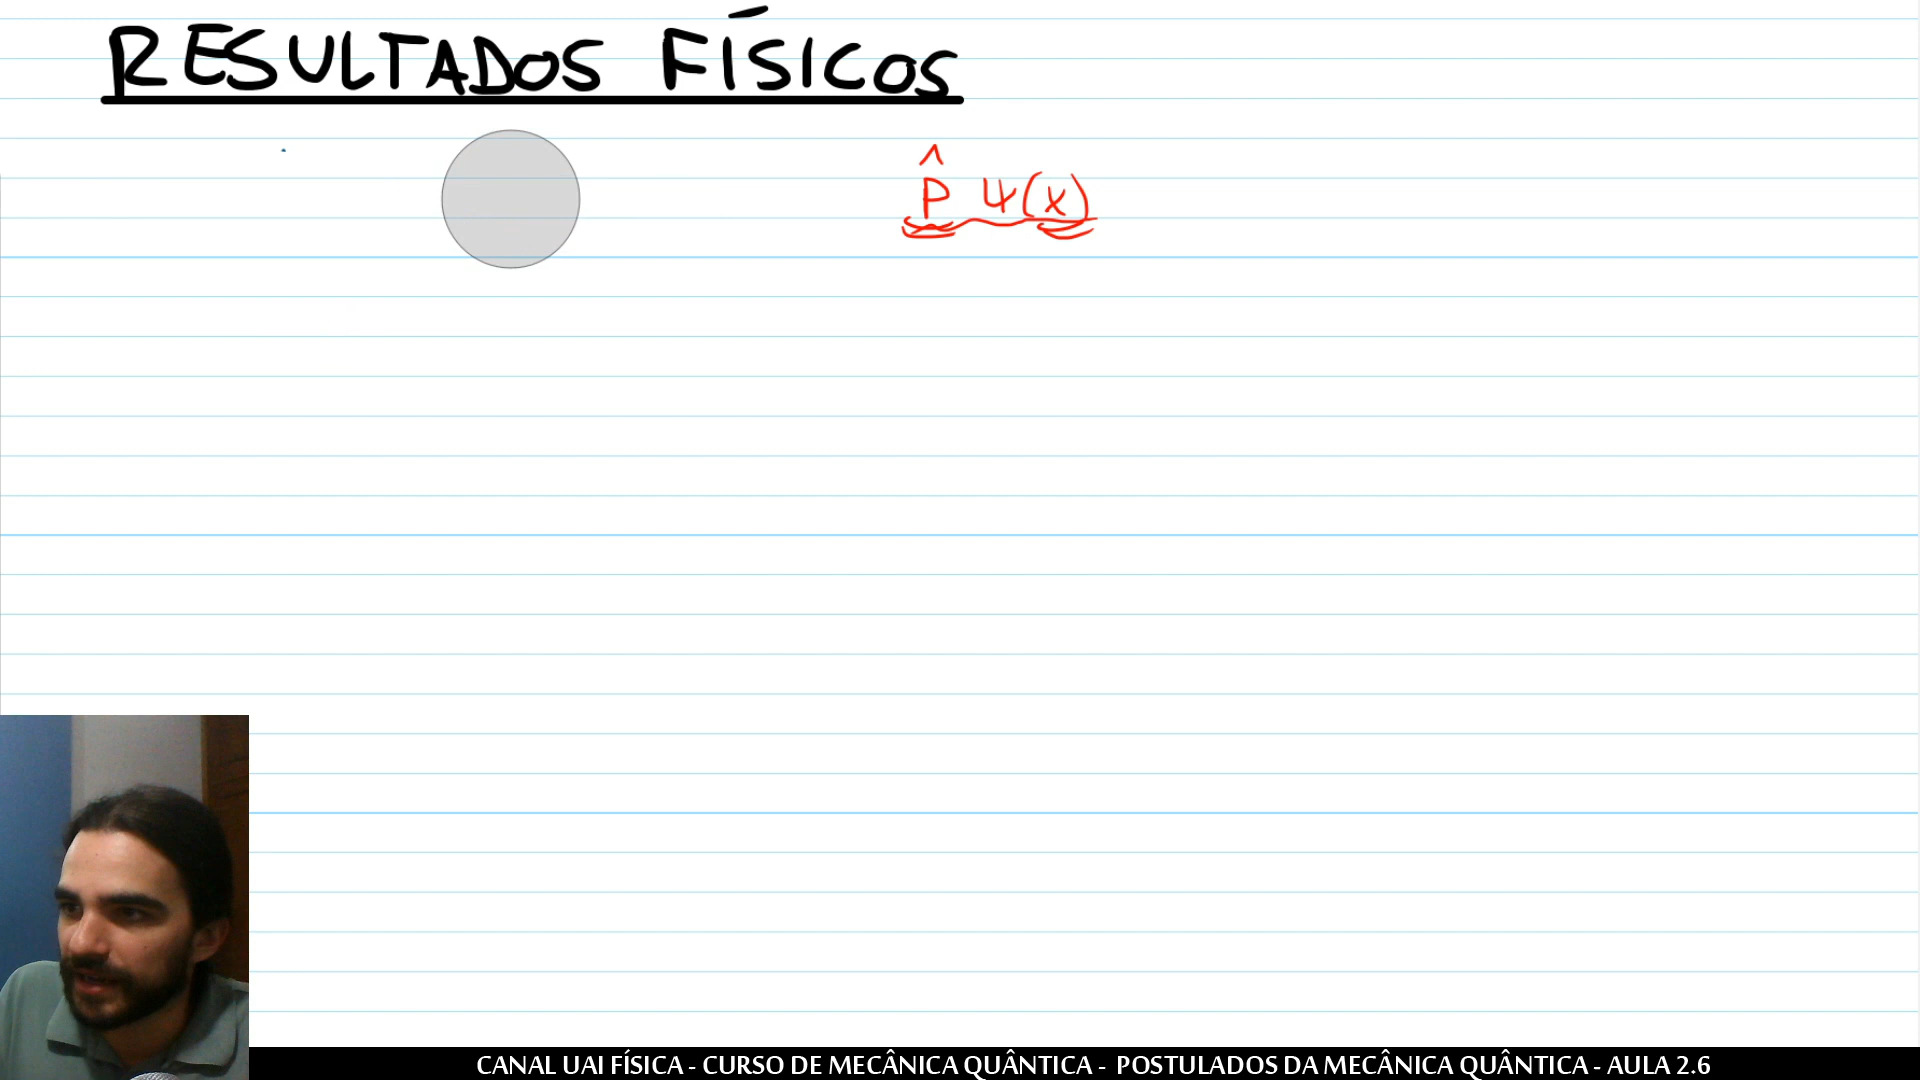 RESULTADOS FÍSICOS
P̂ Ψ(x)
CANAL UAI FÍSICA - CURSO DE MECÂNICA QUÂNTICA - POSTULADOS DA MECÂNICA QUÂNTICA - AULA 2.6